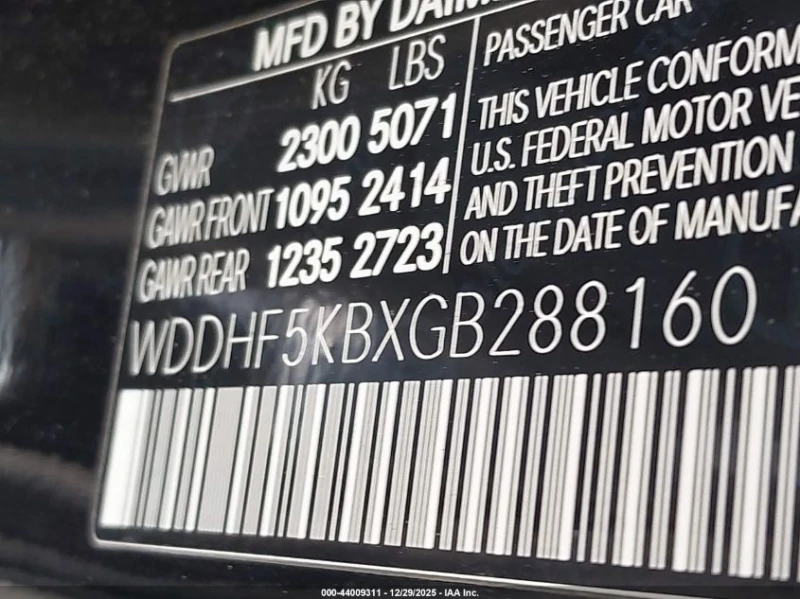 MFD BY DAIM
KG LBS
GVWR 2300 5071
GAWR FRONT 1095 2414
GAWR REAR 1235 2723
PASSENGER CAR
THIS VEHICLE CONFORM
U.S. FEDERAL MOTOR VE
AND THEFT PREVENTION
ON THE DATE OF MANUFA
WDDHF5KBXGB288160
000-44009311 - 12/29/2025 - IAA Inc.